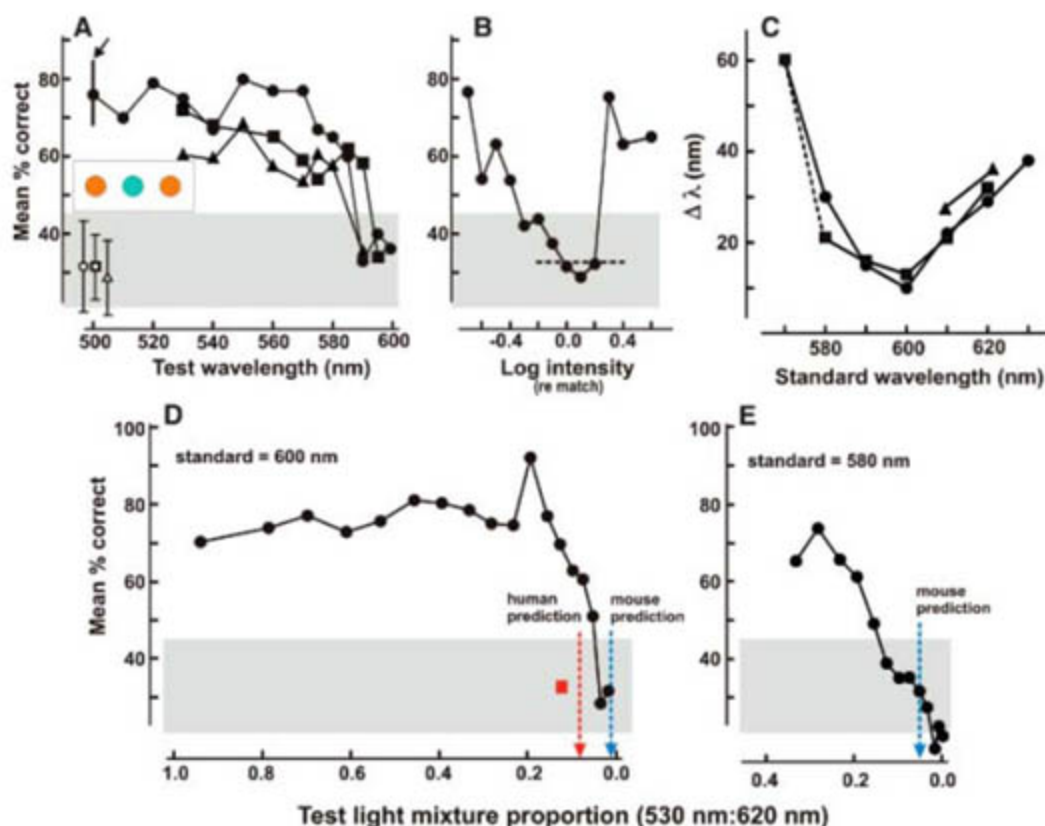 A
B
C
Mean % correct
80
60
40
500
520
540
560
580
600
Test wavelength (nm)
-0.4
0.0
0.4
Log intensity
(re match)
Δ λ (nm)
60
40
20
580
600
620
Standard wavelength (nm)
D
E
Mean % correct
100
80
60
40
standard = 600 nm
human
prediction
mouse
prediction
1.0
0.8
0.6
0.4
0.2
0.0
standard = 580 nm
mouse
prediction
100
80
60
40
0.4
0.2
0.0
Test light mixture proportion (530 nm:620 nm)